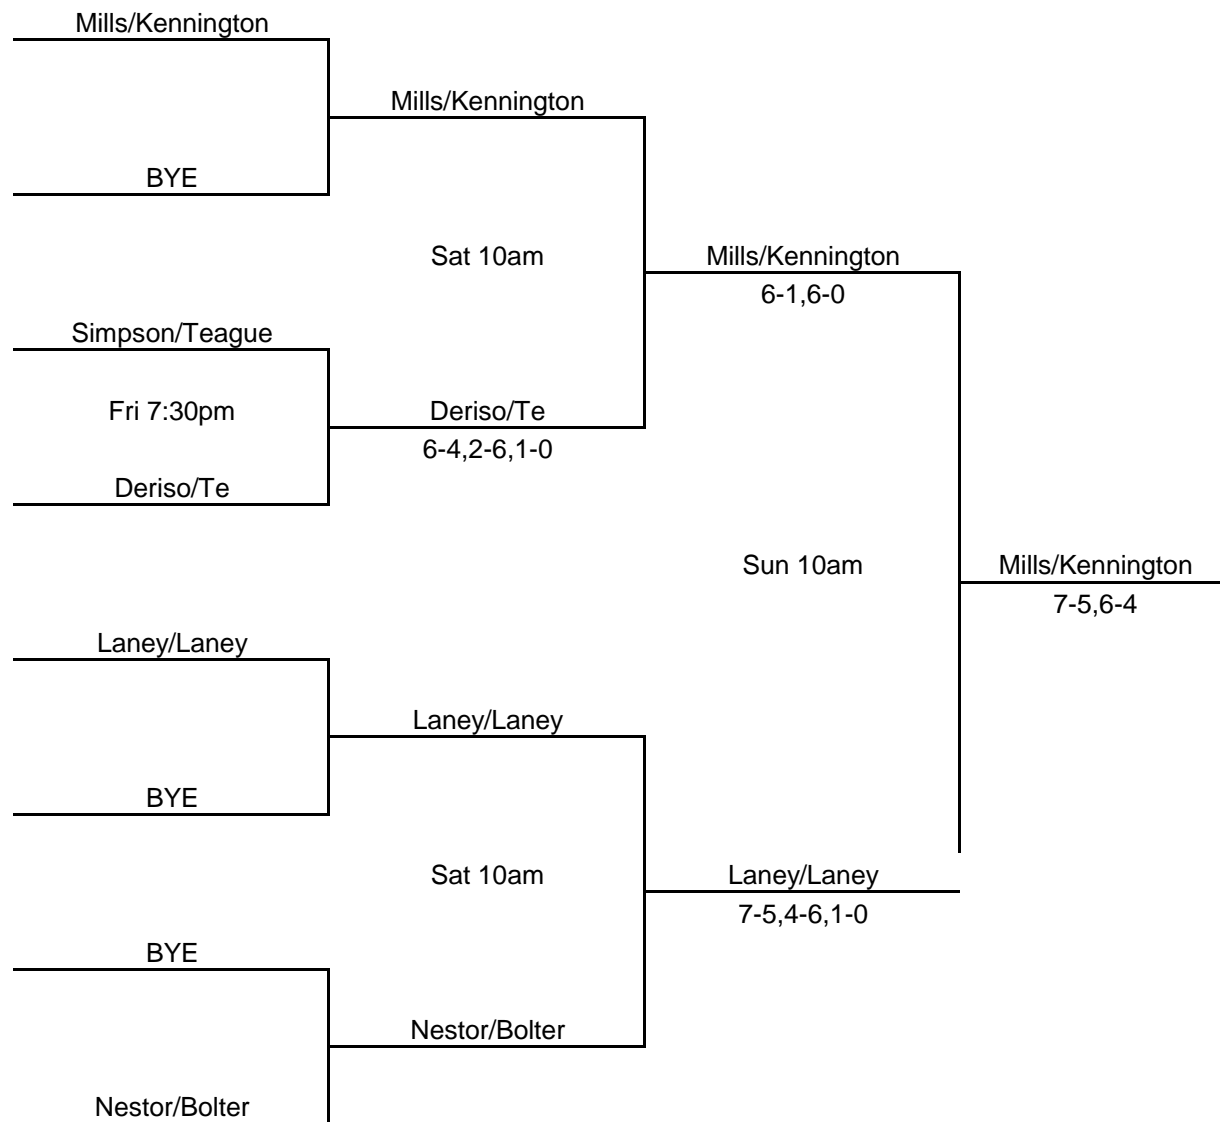 Mills/Kennington
Mills/Kennington
BYE
Sat 10am
Mills/Kennington
6-1,6-0
Simpson/Teague
Fri 7:30pm
Deriso/Te
6-4,2-6,1-0
Deriso/Te
Sun 10am
Mills/Kennington
7-5,6-4
Laney/Laney
Laney/Laney
BYE
Sat 10am
Laney/Laney
7-5,4-6,1-0
BYE
Nestor/Bolter
Nestor/Bolter